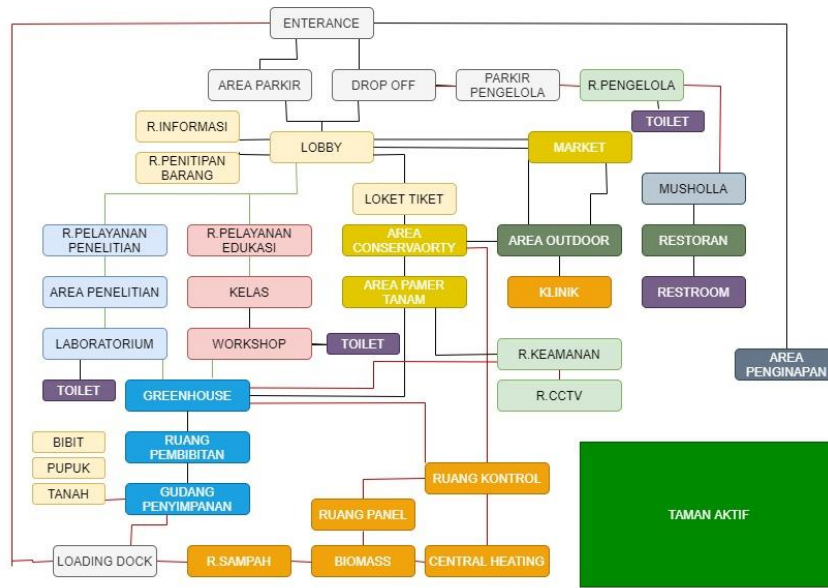 ENTERANCE
AREA PARKIR
DROP OFF
PARKIR
PENGELOLA
R.PENGELOLA
TOILET
R.INFORMASI
LOBBY
MARKET
R.PENITIPAN
BARANG
MUSHOLLA
LOKET TIKET
R.PELAYANAN
PENELITIAN
R.PELAYANAN
EDUKASI
AREA
CONSERVAORTY
AREA OUTDOOR
RESTORAN
AREA PENELITIAN
KELAS
AREA PAMER
TANAM
KLINIK
RESTROOM
LABORATORIUM
WORKSHOP
TOILET
R.KEAMANAN
AREA
PENGINAPAN
TOILET
GREENHOUSE
R.CCTV
BIBIT
RUANG
PEMBIBITAN
PUPUK
TANAH
GUDANG
PENYIMPANAN
RUANG KONTROL
RUANG PANEL
TAMAN AKTIF
LOADING DOCK
R.SAMPAH
BIOMASS
CENTRAL HEATING